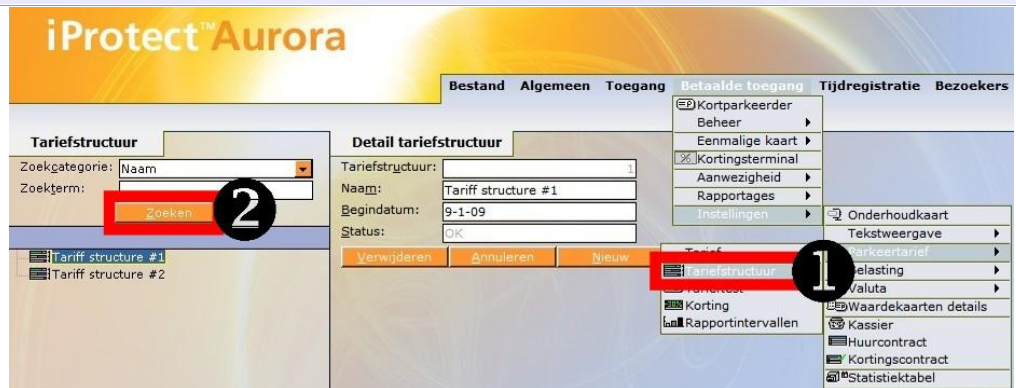 iProtect™Aurora
Bestand Algemeen Toegang Betaalde toegang Tijdregistratie Bezoekers
Kortparkeerder
Beheer
Eenmalige kaart
Kortingsterminal
Aanwezigheid
Rapportages
Instellingen
Tariefstructuur
Zoekcategorie: Naam
Zoekterm:
Zoeken
2
Tariff structure #1
Tariff structure #2
Detail tariefstructuur
Tariefstructuur: 1
Naam: Tariff structure #1
Begindatum: 9-1-09
Status: OK
Verwijderen Annuleren Nieuw
Onderhoudkaart
Tekstweergave
Parkeertarief
Belasting
Valuta
Waardekaarten details
Kassier
Huurcontract
Kortingscontract
Statistiektabel
Tarief
Tariefstructuur
1
Tarieftest
Korting
Rapportintervallen